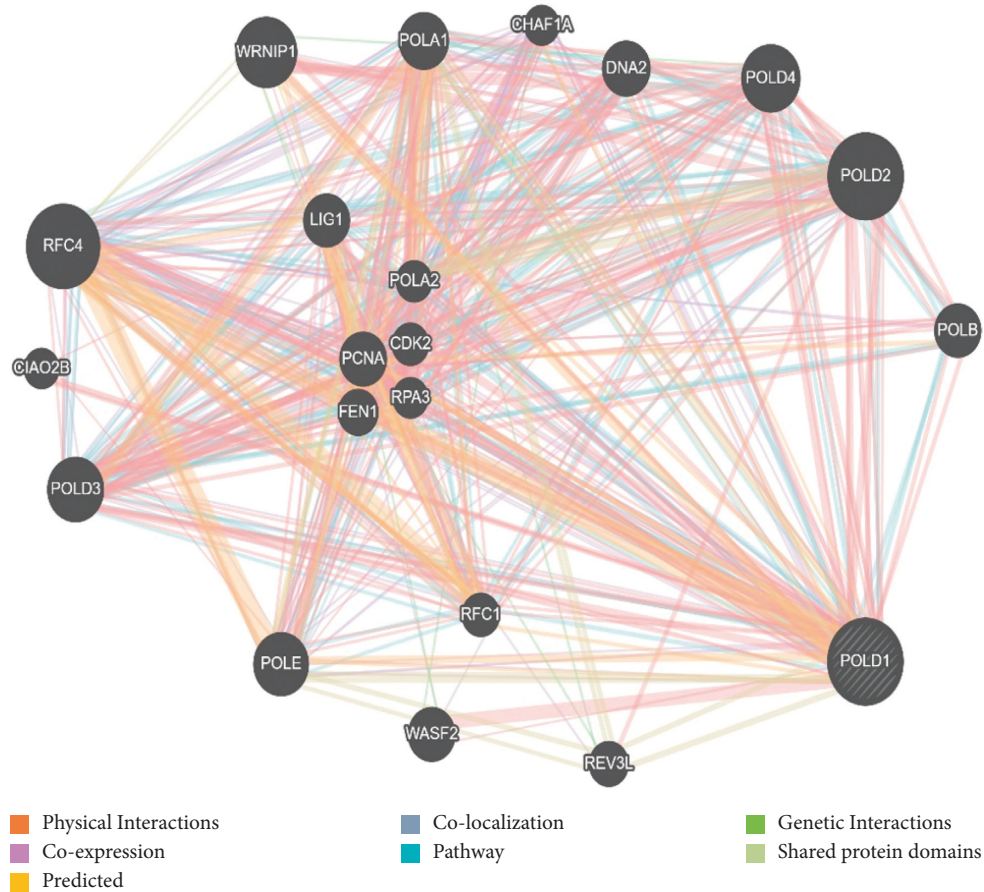 CHAF1A
WRNIP1
POLA1
DNA2
POLD4
POLD2
LIG1
RFC4
POLA2
POLB
CDK2
PCNA
CIAO2B
RPA3
FEN1
POLD3
RFC1
POLE
POLD1
WASF2
REV3L
Physical Interactions
Co-localization
Genetic Interactions
Co-expression
Pathway
Shared protein domains
Predicted